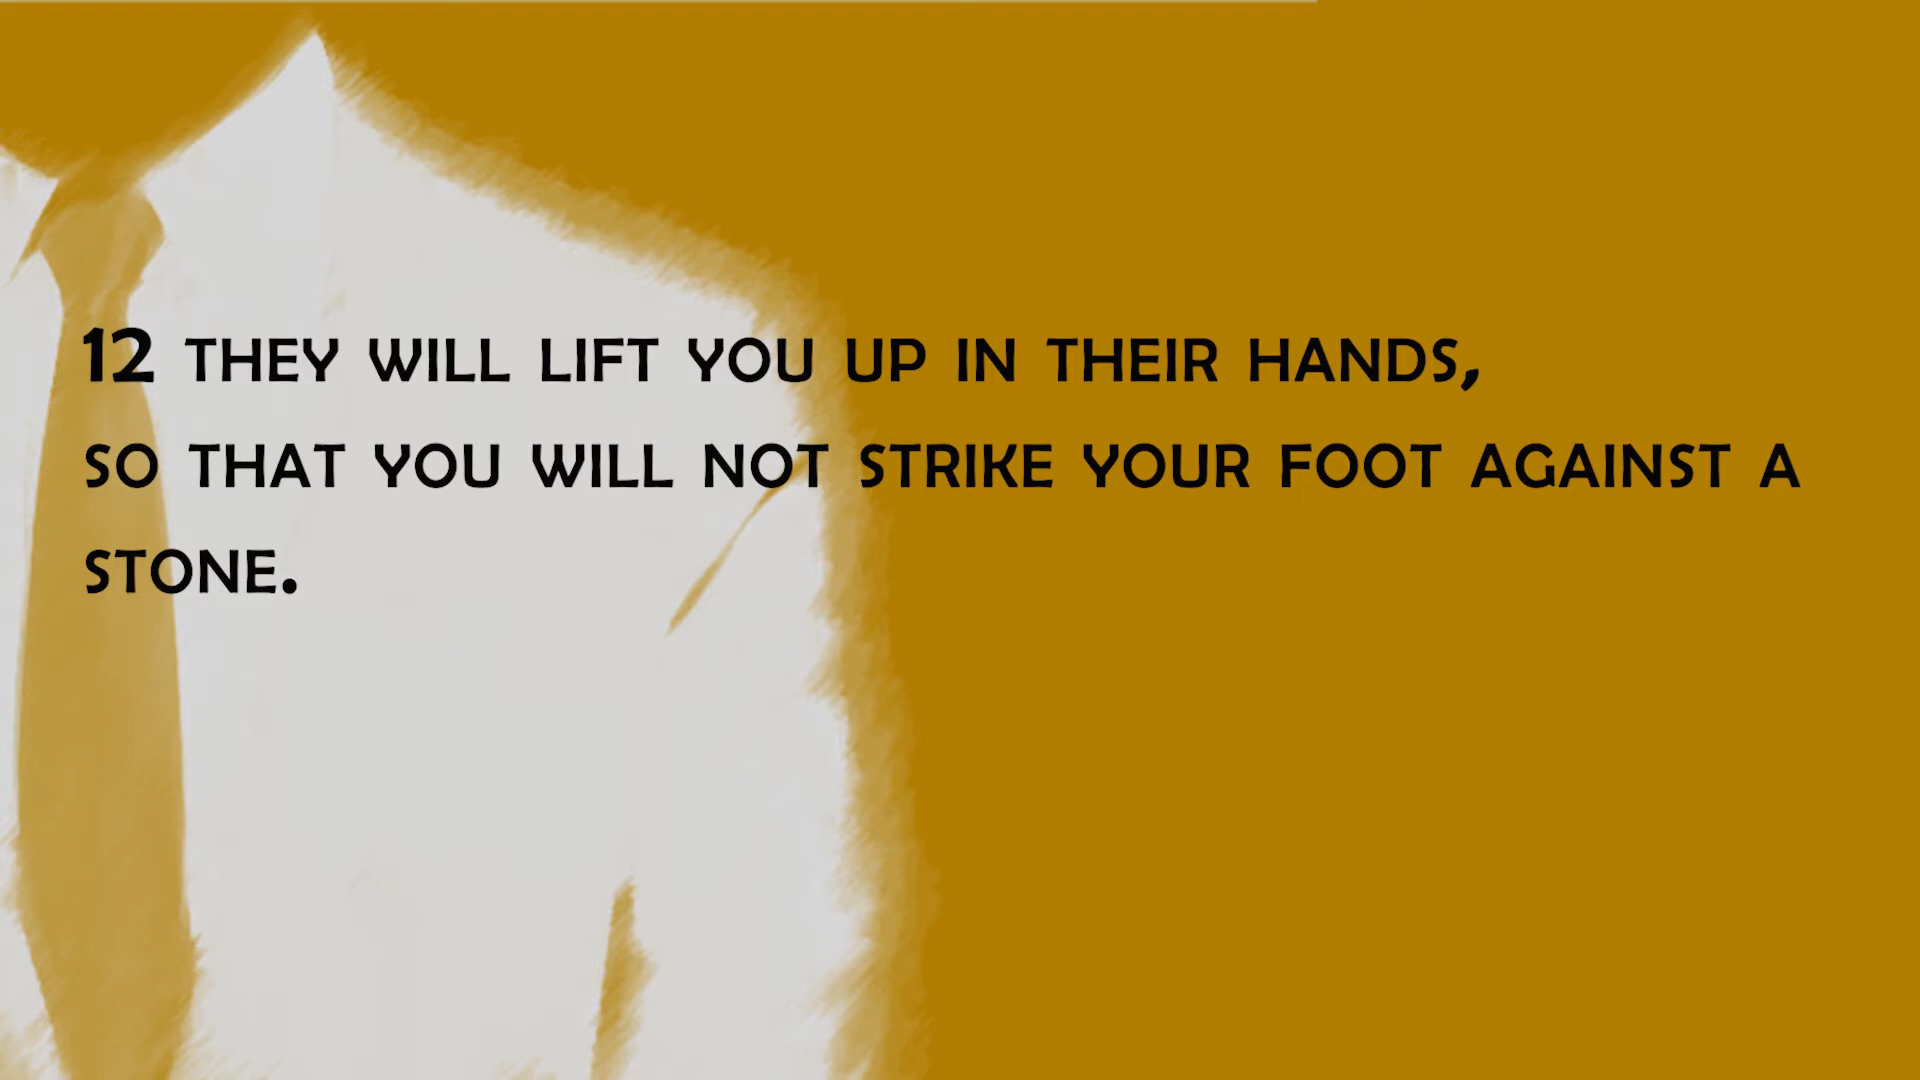 12 THEY WILL LIFT YOU UP IN THEIR HANDS,
SO THAT YOU WILL NOT STRIKE YOUR FOOT AGAINST A
STONE.